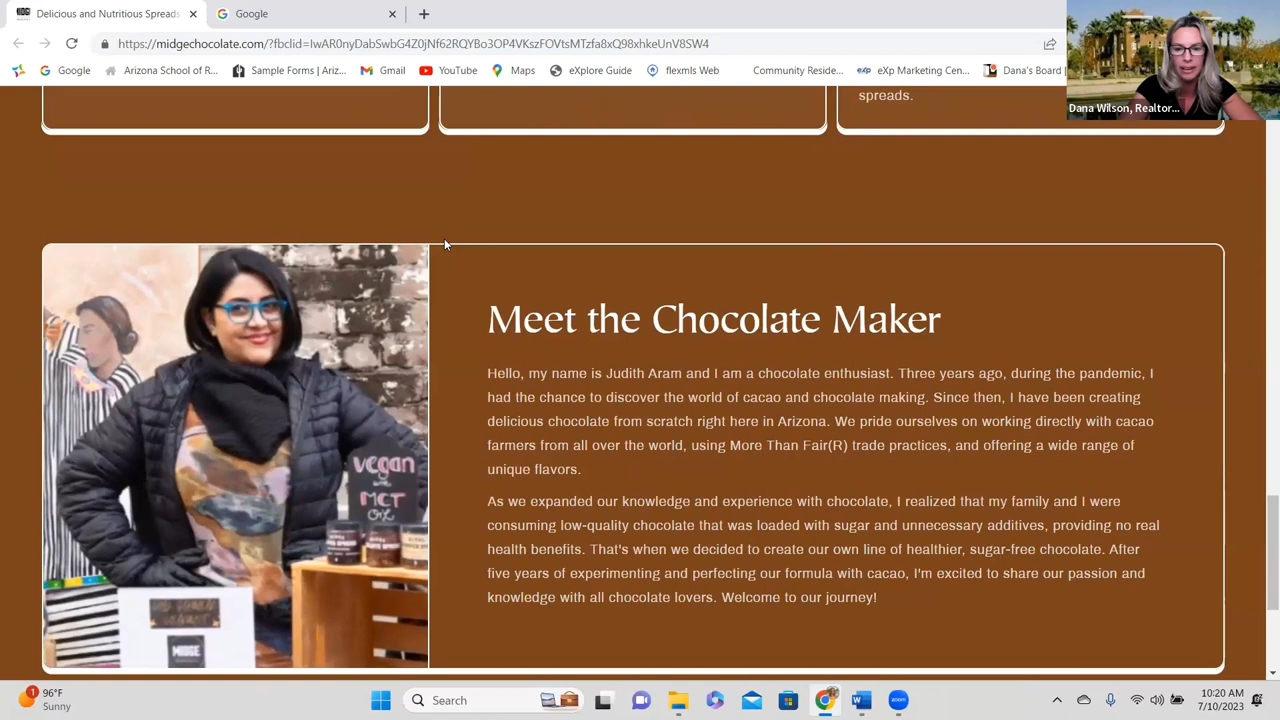 Delicious and Nutritious Spreads
Google
https://midgechocolate.com/?fbclid=IwAR0nyDabSwbG4Z0jNf62RQYBo3OP4VKszFOVtsMTzfa8xQ98xhkeUnV8SW4
Google
Arizona School of R...
Sample Forms | Ariz...
Gmail
YouTube
Maps
eXplore Guide
flexmls Web
Community Reside...
eXp Marketing Cen...
Dana's Board |
Dana Wilson, Realtor...
spreads.
Meet the Chocolate Maker
Hello, my name is Judith Aram and I am a chocolate enthusiast. Three years ago, during the pandemic, I
had the chance to discover the world of cacao and chocolate making. Since then, I have been creating
delicious chocolate from scratch right here in Arizona. We pride ourselves on working directly with cacao
farmers from all over the world, using More Than Fair(R) trade practices, and offering a wide range of
unique flavors.
As we expanded our knowledge and experience with chocolate, I realized that my family and I were
consuming low-quality chocolate that was loaded with sugar and unnecessary additives, providing no real
health benefits. That's when we decided to create our own line of healthier, sugar-free chocolate. After
five years of experimenting and perfecting our formula with cacao, I'm excited to share our passion and
knowledge with all chocolate lovers. Welcome to our journey!
vegan
MCT
OIL
MIDGE
1
96°F
Sunny
Search
zoom
10:20 AM
7/10/2023